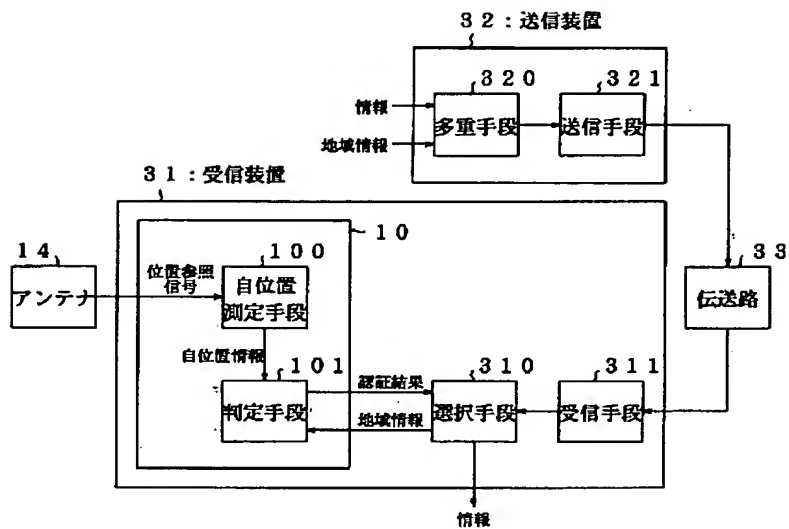 32:送信装置
320
321
情報
地域情報
多重手段
送信手段
31:受信装置
10
14
アンテナ
位置参照
信号
100
自位置
測定手段
33
伝送路
自位置情報
101
判定手段
認証結果
地域情報
310
選択手段
311
受信手段
情報